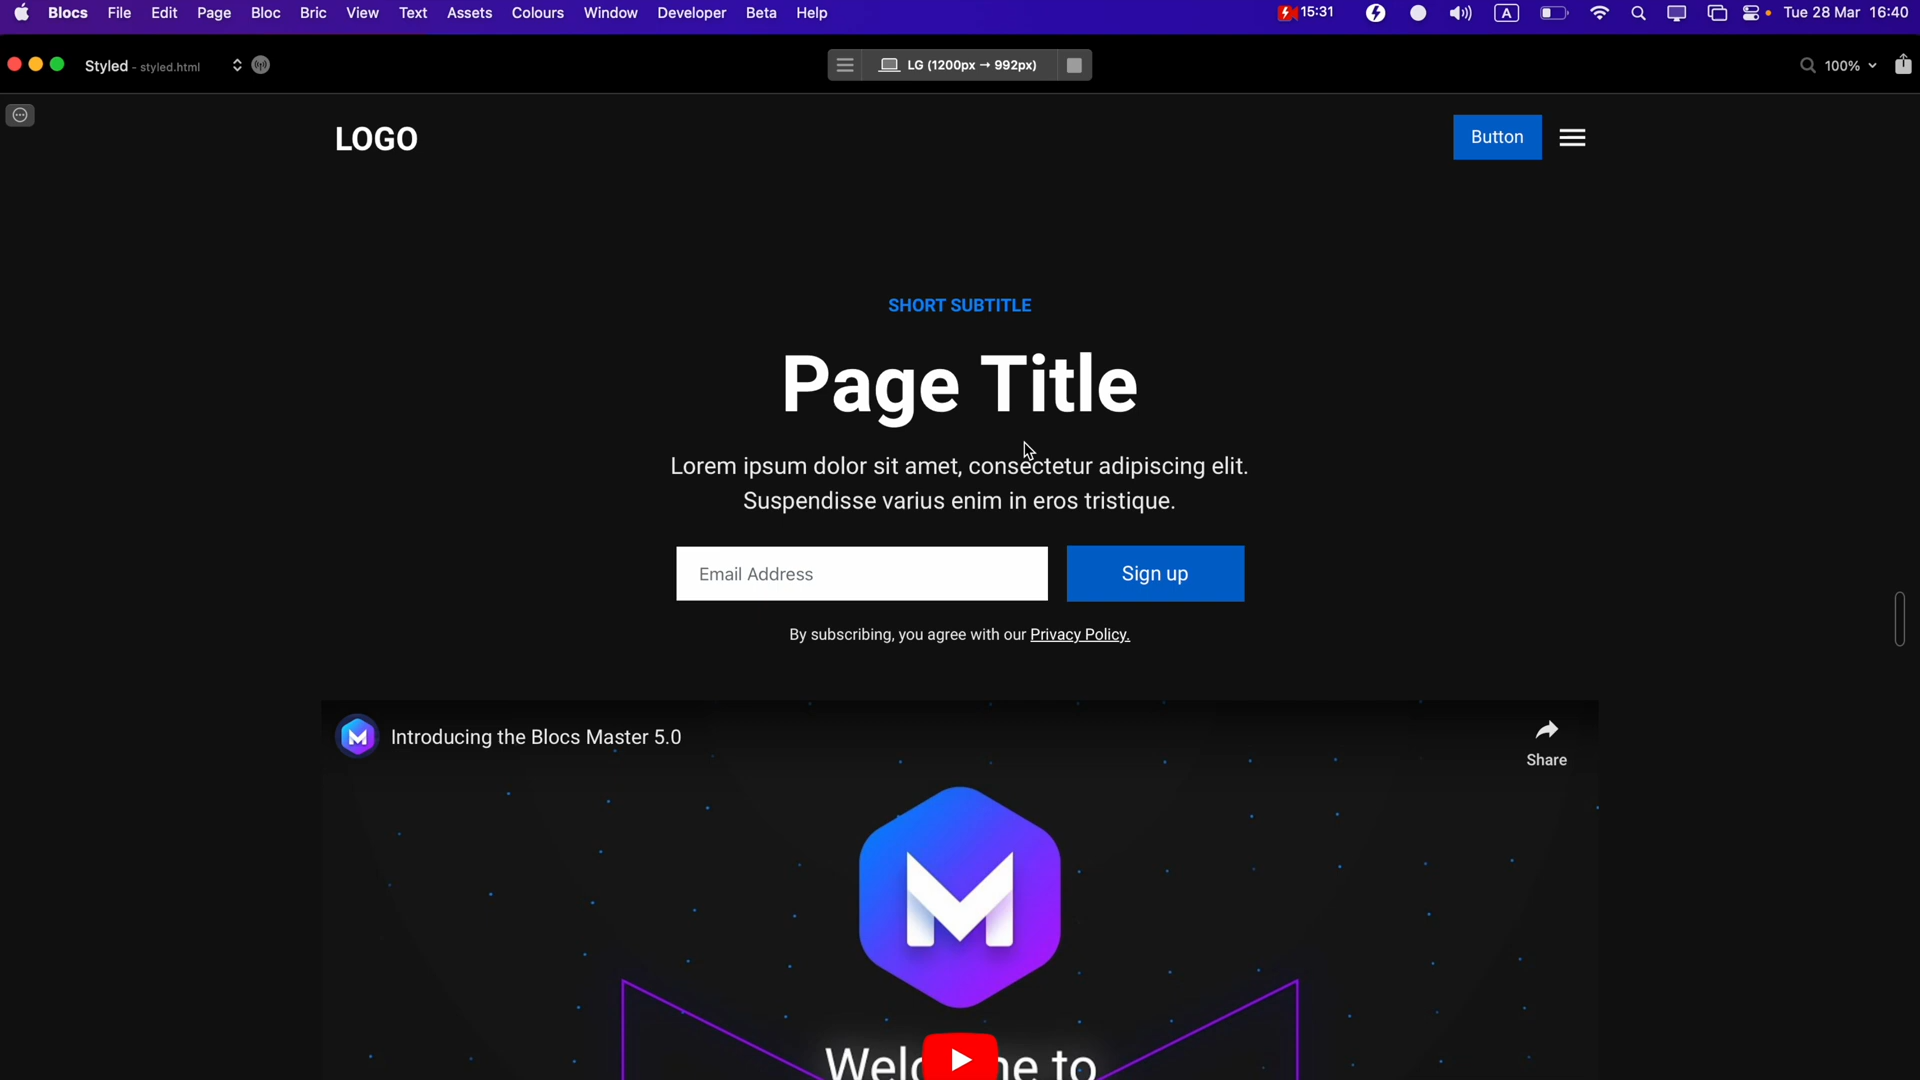 Blocs File Edit Page Bloc Bric View Text Assets Colours Window Developer Beta Help 15:31 A Tue 28 Mar 16:40
Styled - styled.html LG (1200px → 992px) 100%
LOGO Button
SHORT SUBTITLE
Page Title
Lorem ipsum dolor sit amet, consectetur adipiscing elit.
Suspendisse varius enim in eros tristique.
Email Address Sign up
By subscribing, you agree with our Privacy Policy.
M Introducing the Blocs Master 5.0
Share
M
to